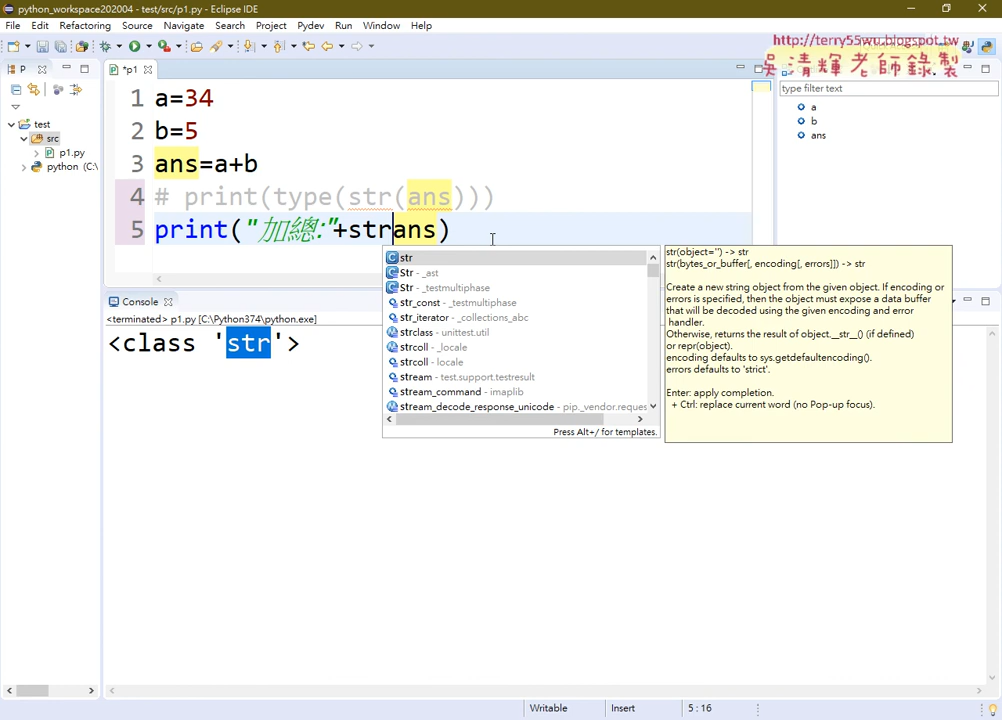 python_workspace202004 - test/src/p1.py - Eclipse IDE
File Edit Refactoring Source Navigate Search Project Pydev Run Window Help
http://terry55wu.blogspot.tw
吳清輝老師錄製
P
*p1
type filter text
test
src
p1.py
python (C:\
1 a=34
2 b=5
3 ans=a+b
4 # print(type(str(ans)))
5 print("加總:"+strans)
a
b
ans
str
Str - _ast
Str - _testmultiphase
str_const - _testmultiphase
str_iterator - _collections_abc
strclass - unittest.util
strcoll - _locale
strcoll - locale
stream - test.support.testresult
stream_command - imaplib
stream_decode_response_unicode - pip._vendor.reques
Press Alt+/ for templates.
str(object='') -> str
str(bytes_or_buffer[, encoding[, errors]]) -> str
Create a new string object from the given object. If encoding or
errors is specified, then the object must expose a data buffer
that will be decoded using the given encoding and error
handler.
Otherwise, returns the result of object.__str__() (if defined)
or repr(object).
encoding defaults to sys.getdefaultencoding().
errors defaults to 'strict'.
Enter: apply completion.
+ Ctrl: replace current word (no Pop-up focus).
Console
<terminated> p1.py [C:\Python374\python.exe]
<class 'str'>
Writable Insert 5 : 16